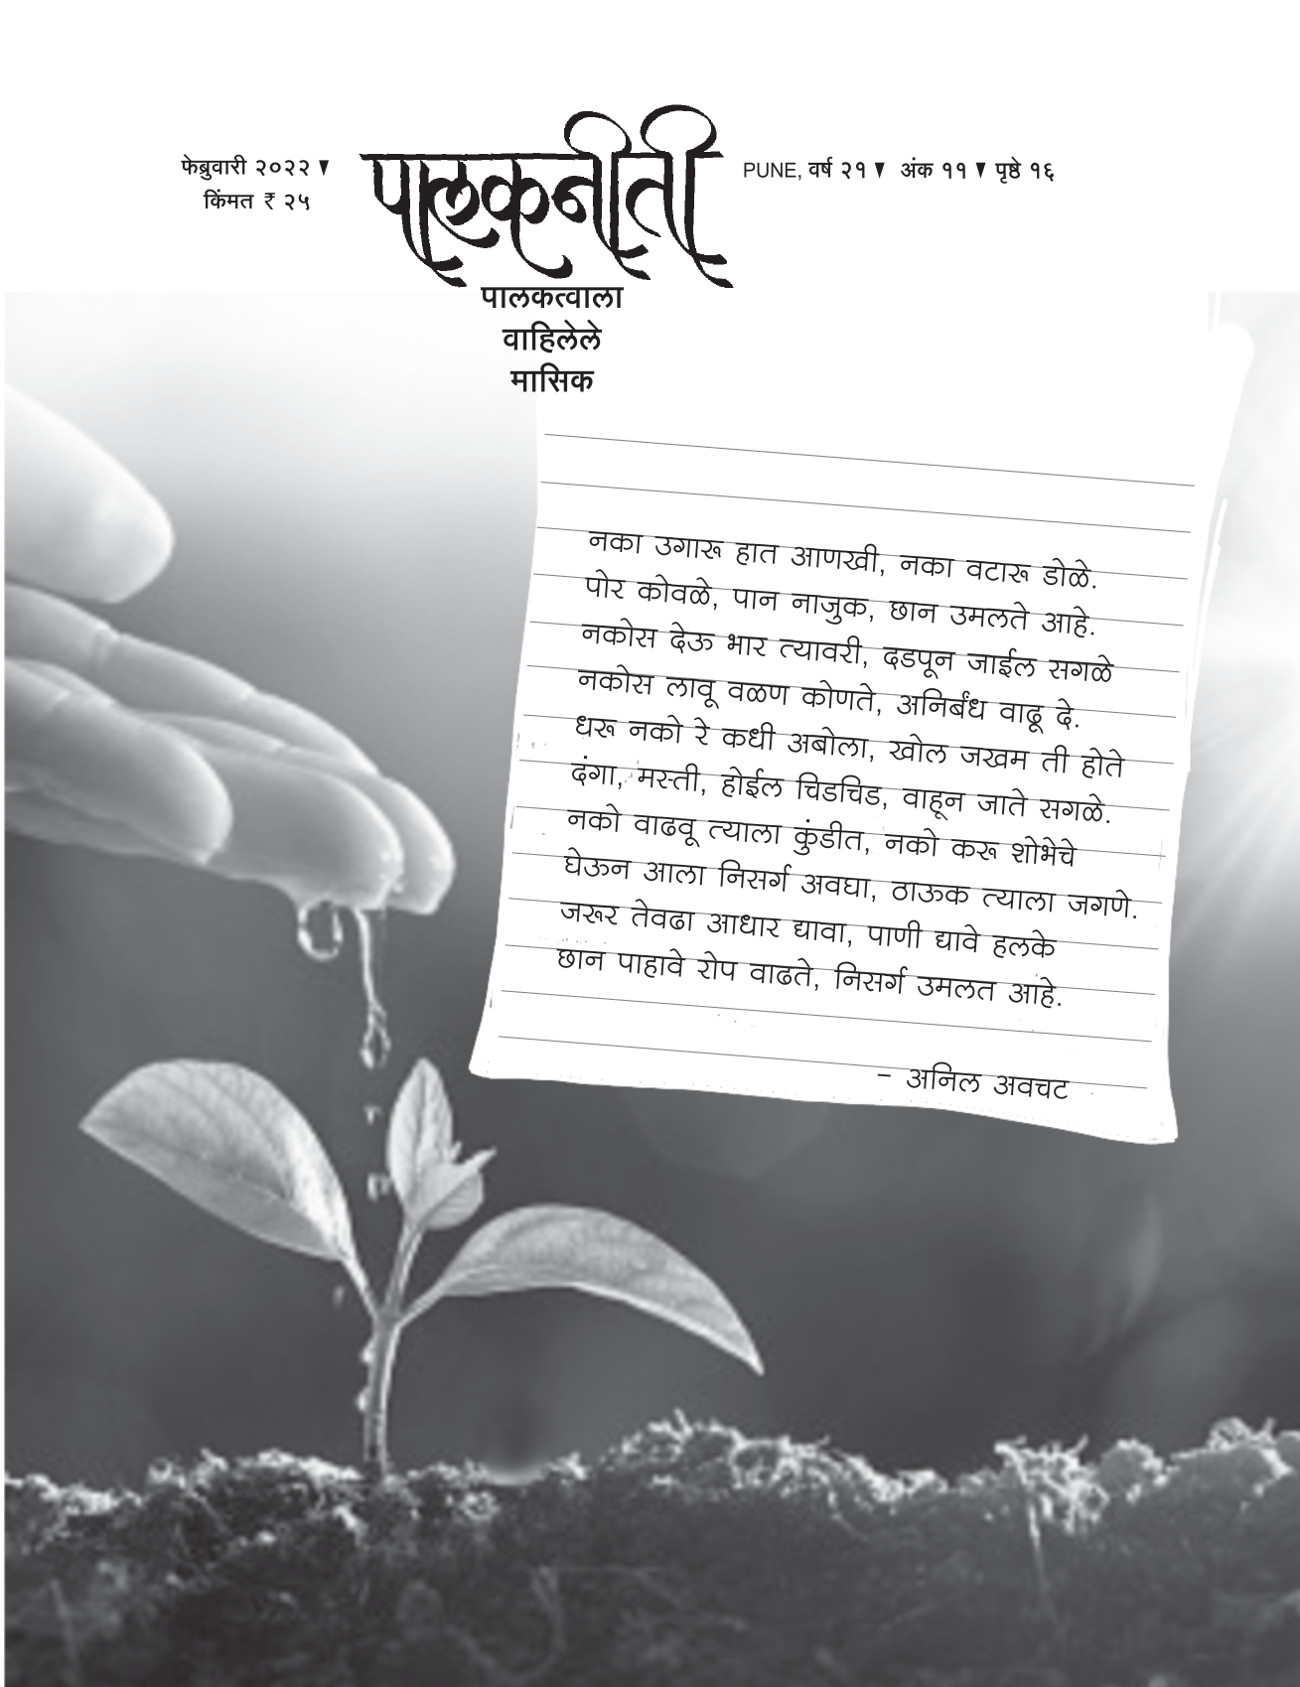 फेब्रुवारी २०२२ ▼
किंमत ₹ २५
पालकनीती
PUNE, वर्ष २१ ▼ अंक ११ ▼ पृष्ठे १६
पालकत्वाला
वाहिलेले
मासिक
नका उगारू हात आणखी, नका वटारू डोळे.
पोर कोवळे, पान नाजुक, छान उमलते आहे.
नकोस देऊ भार त्यावरी, दडपून जाईल सगळे
नकोस लावू वळण कोणते, अनिर्बंध वाढू दे.
धरू नको रे कधी अबोला, खोल जखम ती होते
दंगा, मस्ती, होईल चिडचिड, वाहून जाते सगळे.
नको वाढवू त्याला कुंडीत, नको करू शोभेचे
घेऊन आला निसर्ग अवघा, ठाऊक त्याला जगणे.
जरूर तेवढा आधार द्यावा, पाणी द्यावे हलके
छान पाहावे रोप वाढते, निसर्ग उमलत आहे.
– अनिल अवचट